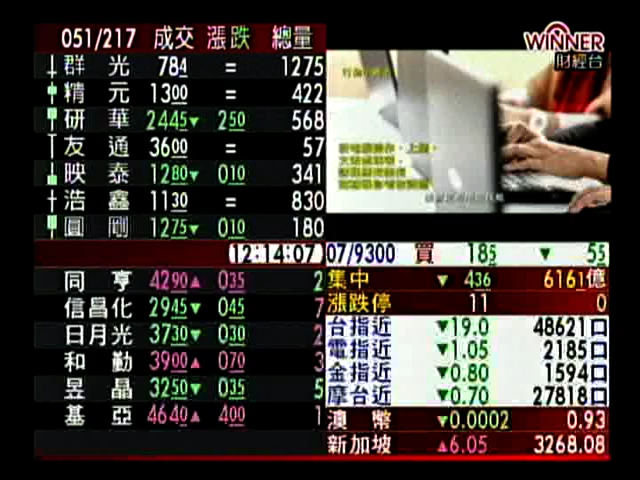 051/217 成交 漲跌 總量
WINNER
財經台
群光 784 = 1275
精元 1300 = 422
研華 2445▼ 250 568
友通 3600 = 57
映泰 1280▼ 010 341
浩鑫 1130 = 830
圓剛 1275▼ 010 180
12:14:07 07/9300 買 185 ▼ 55
同亨 4290▲ 035 2
集中 ▼ 436 6161億
信昌化 2945▼ 045 7
漲跌停 11 0
日月光 3730▼ 030 2
台指近 ▼19.0 48621口
電指近 ▼1.05 2185口
和勤 3900▲ 070 3
金指近 ▼0.80 1594口
昱晶 3250▼ 035 5
摩台近 ▼0.70 27818口
基亞 4640▲ 400 1
澳幣 ▼0.0002 0.93
新加坡 ▲6.05 3268.08